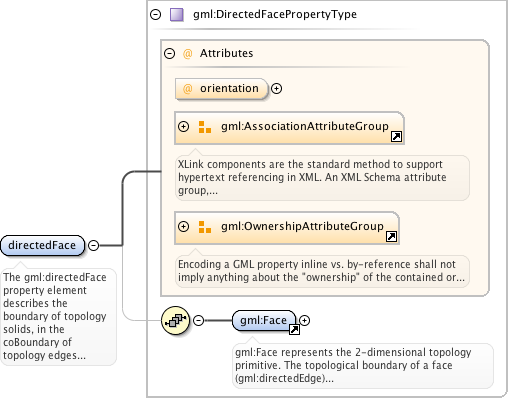 gml:DirectedFacePropertyType
@ Attributes
@ orientation
gml:AssociationAttributeGroup
XLink components are the standard method to support
hypertext referencing in XML. An XML Schema attribute
group,...
gml:OwnershipAttributeGroup
Encoding a GML property inline vs. by-reference shall not
imply anything about the "ownership" of the contained or...
directedFace
The gml:directedFace
property element
describes the
boundary of topology
solids, in the
coBoundary of
topology edges...
gml:Face
gml:Face represents the 2-dimensional topology
primitive. The topological boundary of a face
(gml:directedEdge)...